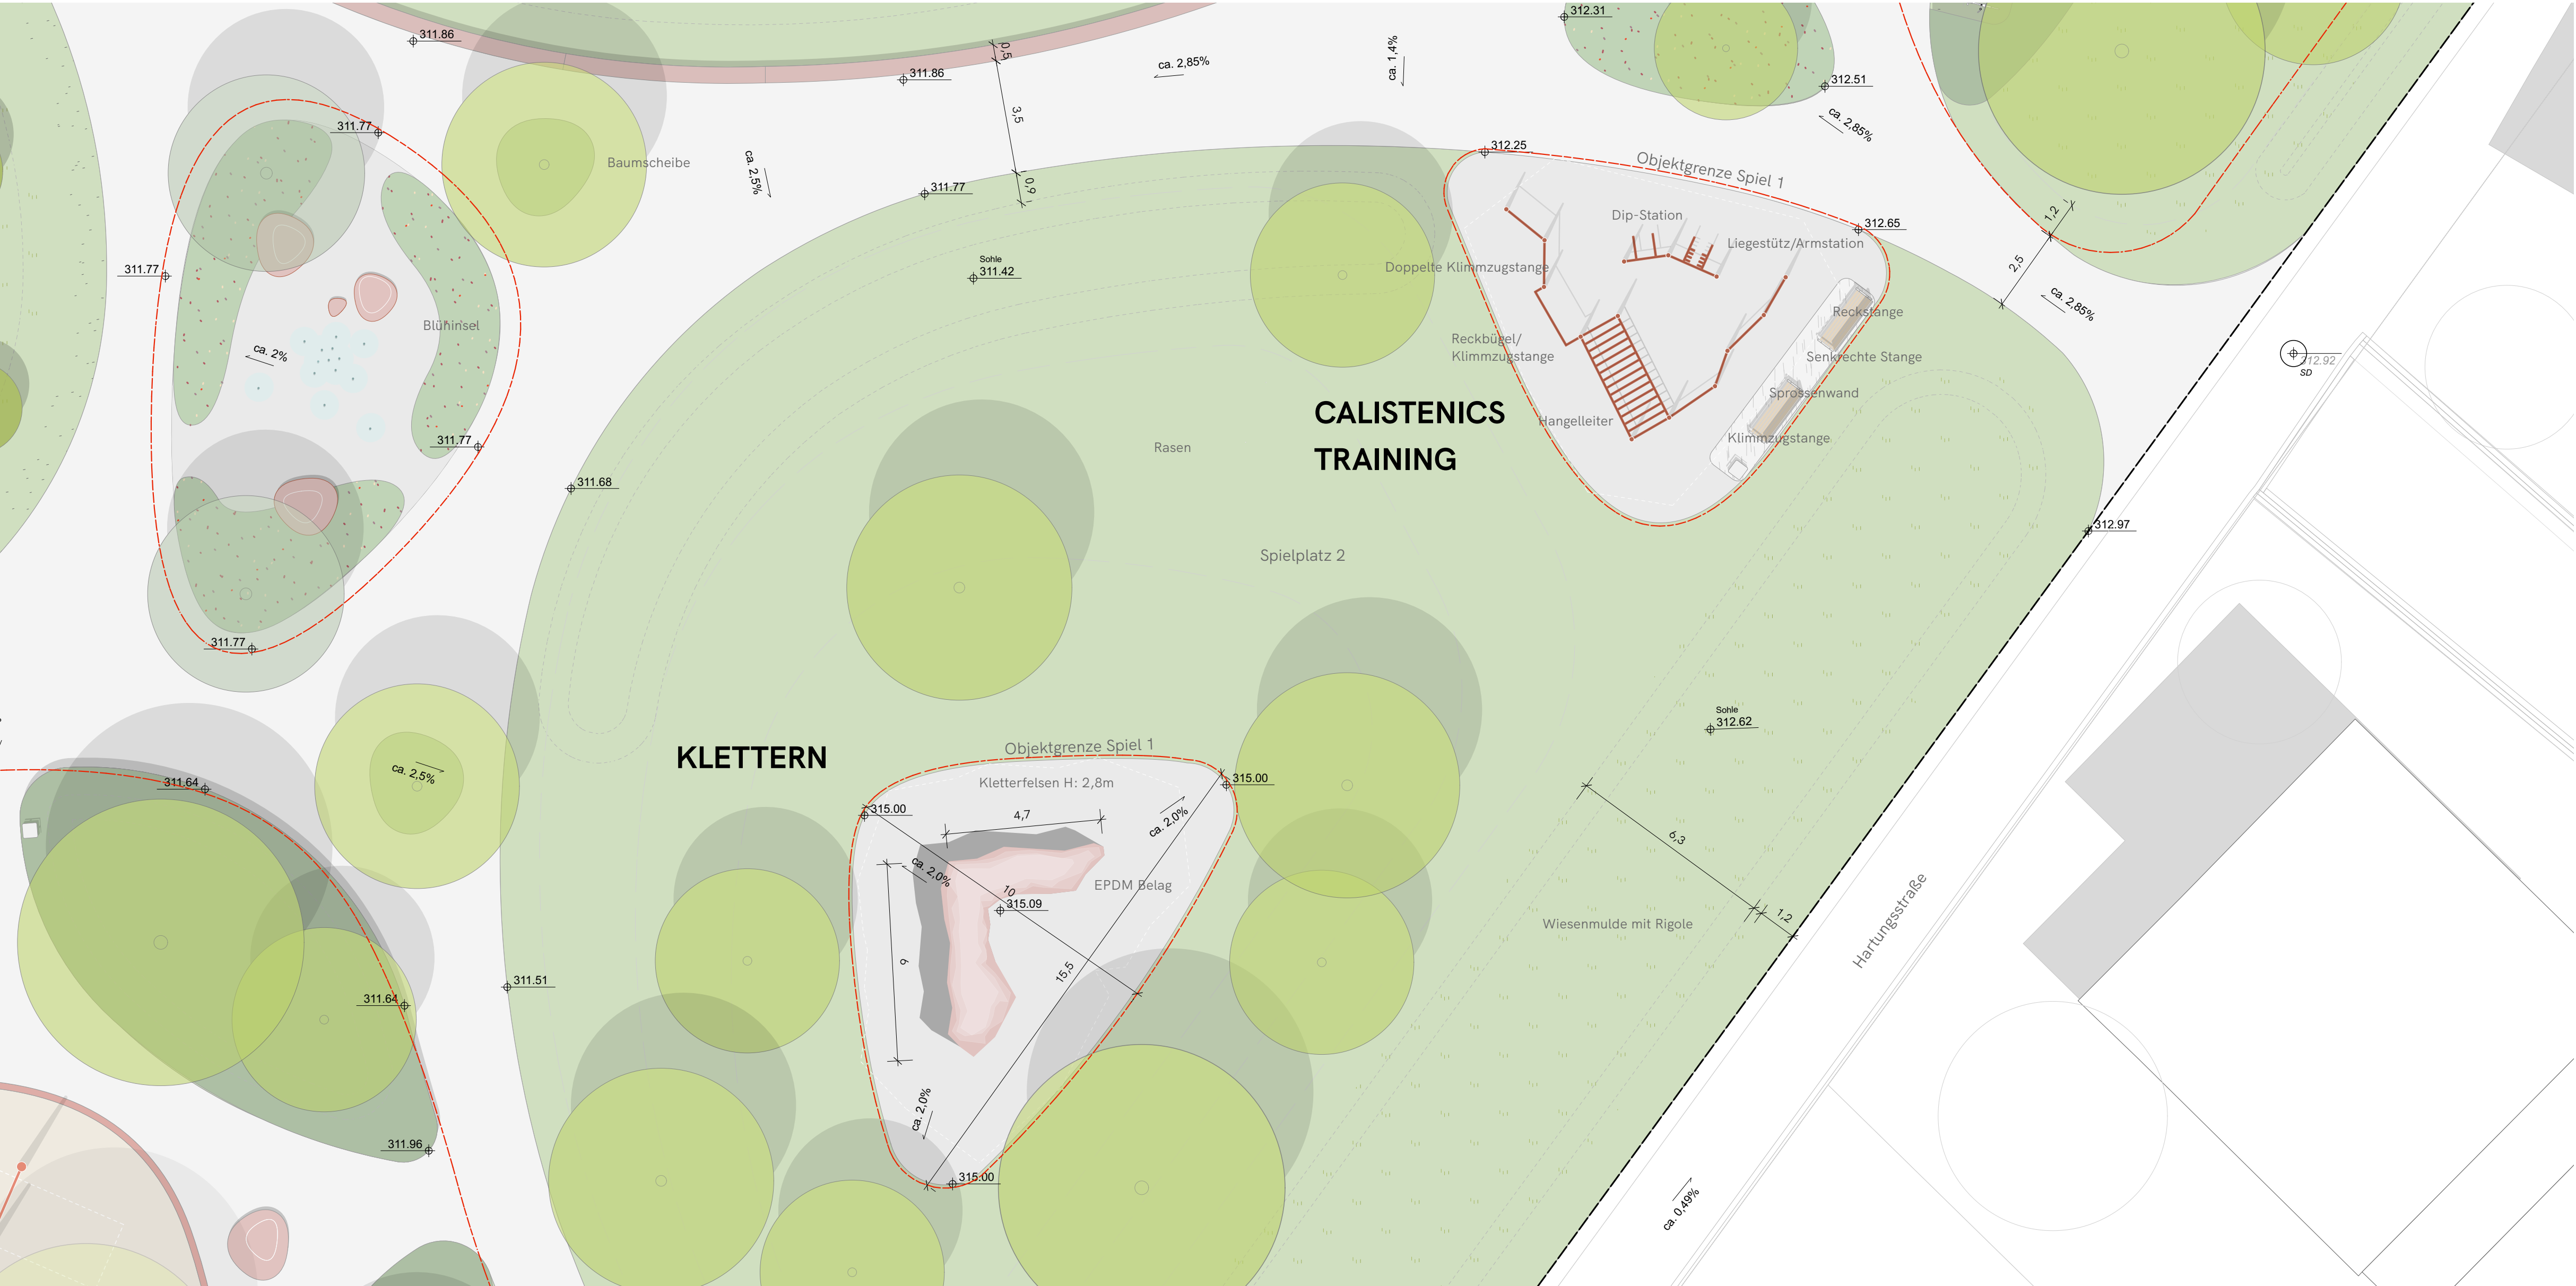 311.86
311.86
0,5
3,5
0,9
ca. 2,85%
ca. 1,4%
312.31
312.51
ca. 2,85%
311.77
Baumscheibe
ca. 2,5%
311.77
312.25
Objektgrenze Spiel 1
312.65
Dip-Station
Liegestütz/Armstation
Doppelte Klimmzugstange
1,2
2,5
ca. 2,85%
311.77
Sohle
311.42
Blühinsel
ca. 2%
Reckbügel/
Klimmzugstange
Reckstange
Senkrechte Stange
Sprossenwand
Klimmzugstange
Hangelleiter
312.92
SD
CALISTENICS
TRAINING
311.77
Rasen
311.68
312.97
Spielplatz 2
311.77
Sohle
312.62
KLETTERN
Objektgrenze Spiel 1
Kletterfelsen H: 2,8m
315.00
315.00
311.64
ca. 2,5%
4,7
ca. 2,0%
ca. 2,0%
10
315.09
EPDM Belag
6,3
1,2
Wiesenmulde mit Rigole
Hartungsstraße
15,5
311.51
311.64
ca. 2,0%
311.96
315.00
ca. 0,49%